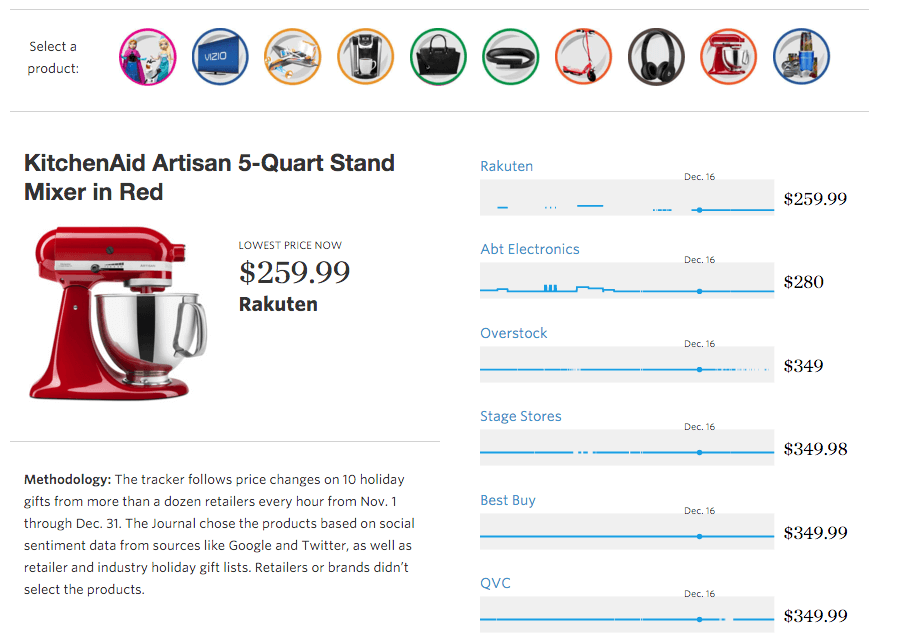 Select a
product:
VIZIO
KitchenAid Artisan 5-Quart Stand
Mixer in Red
LOWEST PRICE NOW
$259.99
Rakuten
Methodology: The tracker follows price changes on 10 holiday
gifts from more than a dozen retailers every hour from Nov. 1
through Dec. 31. The Journal chose the products based on social
sentiment data from sources like Google and Twitter, as well as
retailer and industry holiday gift lists. Retailers or brands didn't
select the products.
Rakuten
Dec. 16
$259.99
Abt Electronics
Dec. 16
$280
Overstock
Dec. 16
$349
Stage Stores
Dec. 16
$349.98
Best Buy
Dec. 16
$349.99
QVC
Dec. 16
$349.99